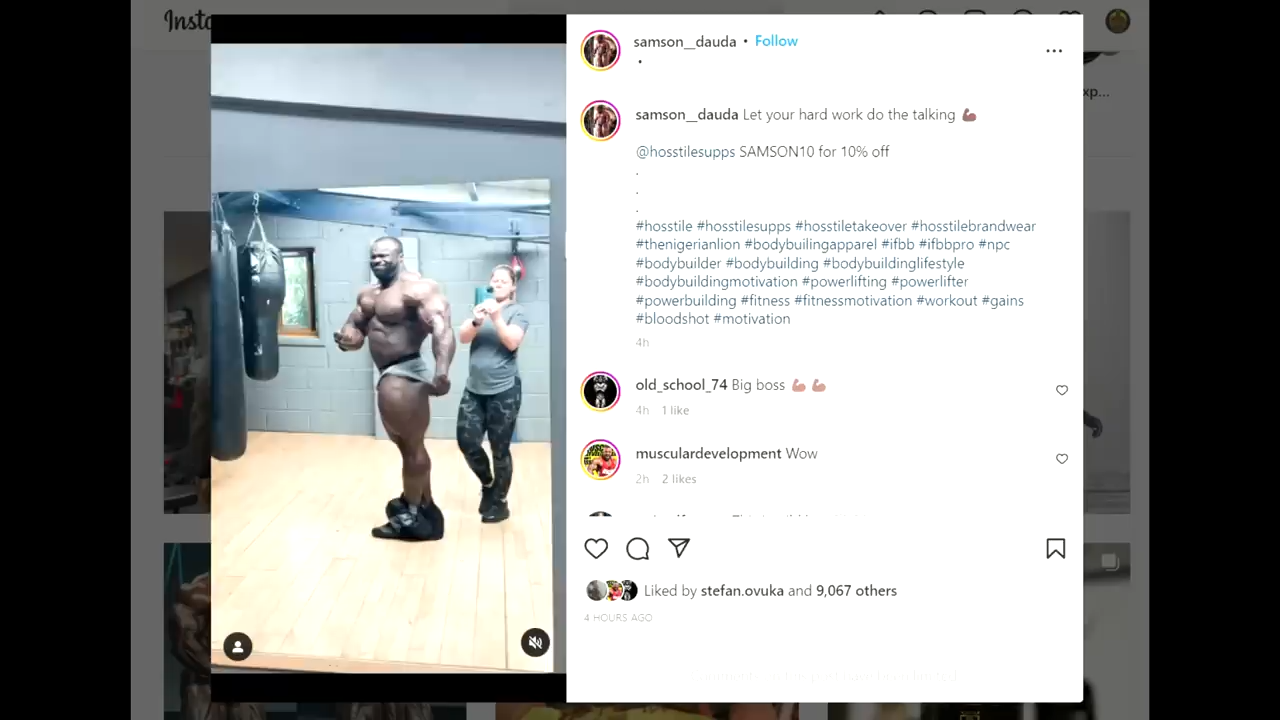 samson__dauda • Follow
•
samson__dauda Let your hard work do the talking 💪🏾
@hosstilesupps SAMSON10 for 10% off
.
.
.
#hosstile #hosstilesupps #hosstiletakeover #hosstilebrandwear
#thenigerianlion #bodybuilingapparel #ifbb #ifbbpro #npc
#bodybuilder #bodybuilding #bodybuildinglifestyle
#bodybuildingmotivation #powerlifting #powerlifter
#powerbuilding #fitness #fitnessmotivation #workout #gains
#bloodshot #motivation
4h
old_school_74 Big boss 💪🏼 💪🏼
4h 1 like
musculardevelopment Wow
2h 2 likes
Liked by stefan.ovuka and 9,067 others
4 HOURS AGO